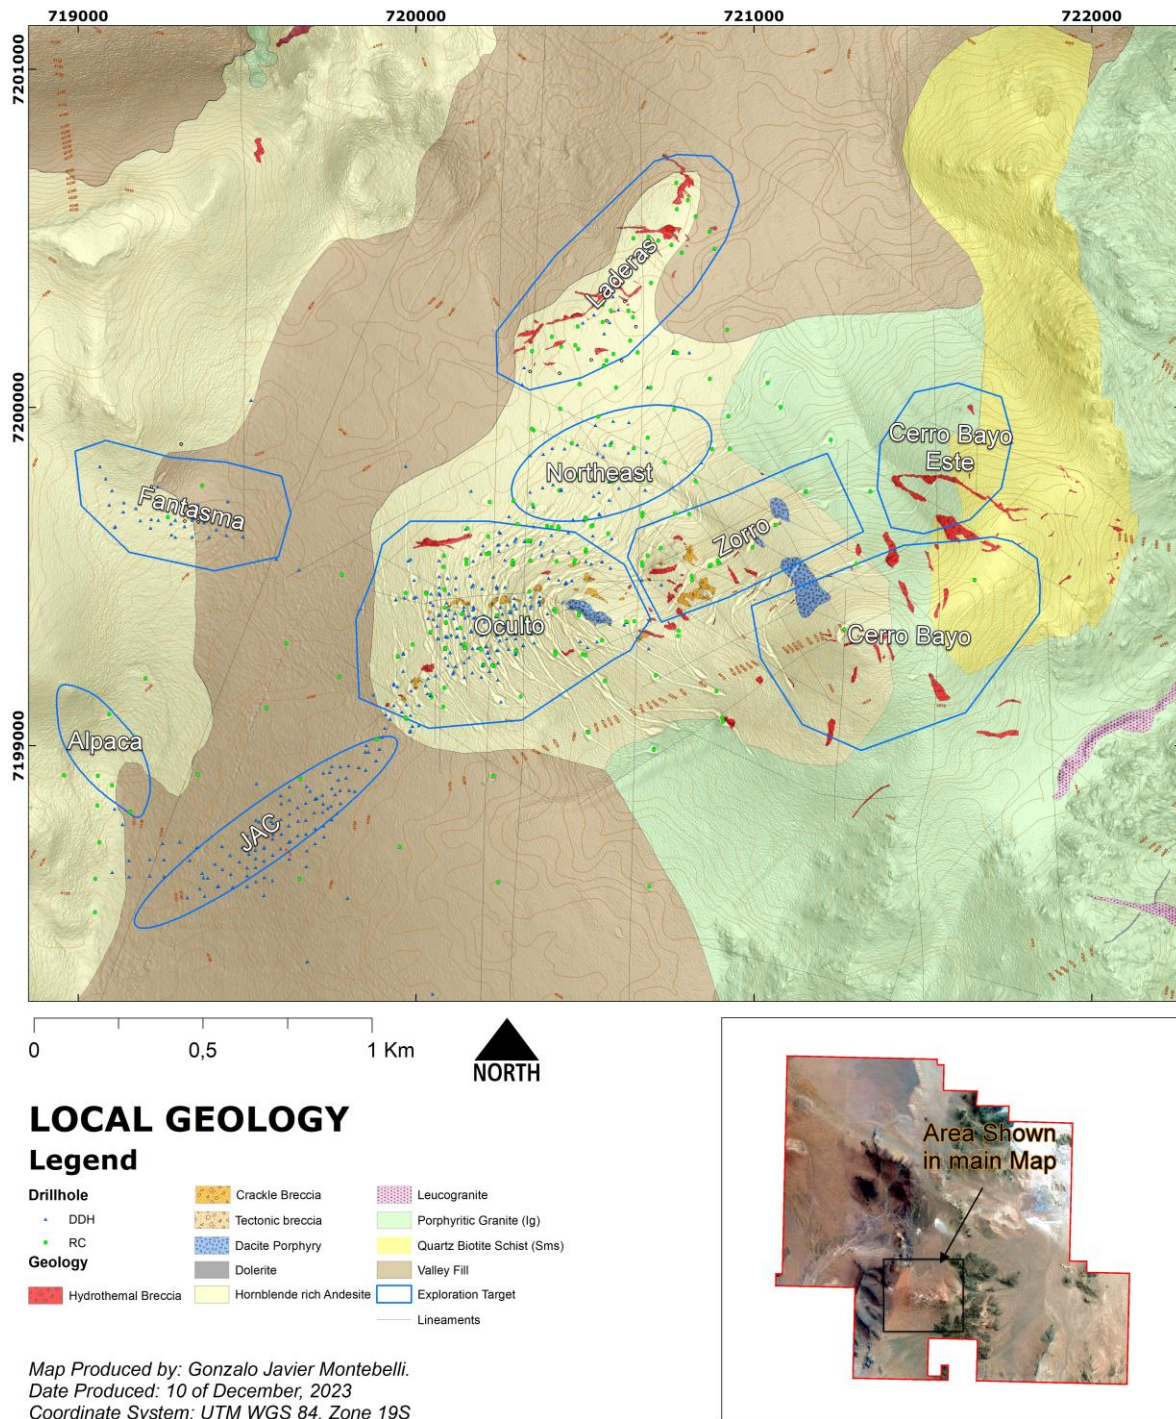 719000 720000 721000 722000
7201000
7200000
7199000
Laderas
Cerro Bayo
Este
Northeast
Fantasma
Zorro
Oculto
Cerro Bayo
Alpaca
JAC
0 0,5 1 Km
NORTH
LOCAL GEOLOGY
Legend
Drillhole
DDH
RC
Geology
Hydrothemal Breccia
Crackle Breccia
Tectonic breccia
Dacite Porphyry
Dolerite
Hornblende rich Andesite
Leucogranite
Porphyritic Granite (Ig)
Quartz Biotite Schist (Sms)
Valley Fill
Exploration Target
Lineaments
Area Shown
in main Map
Map Produced by: Gonzalo Javier Montebelli.
Date Produced: 10 of December, 2023
Coordinate System: UTM WGS 84, Zone 19S